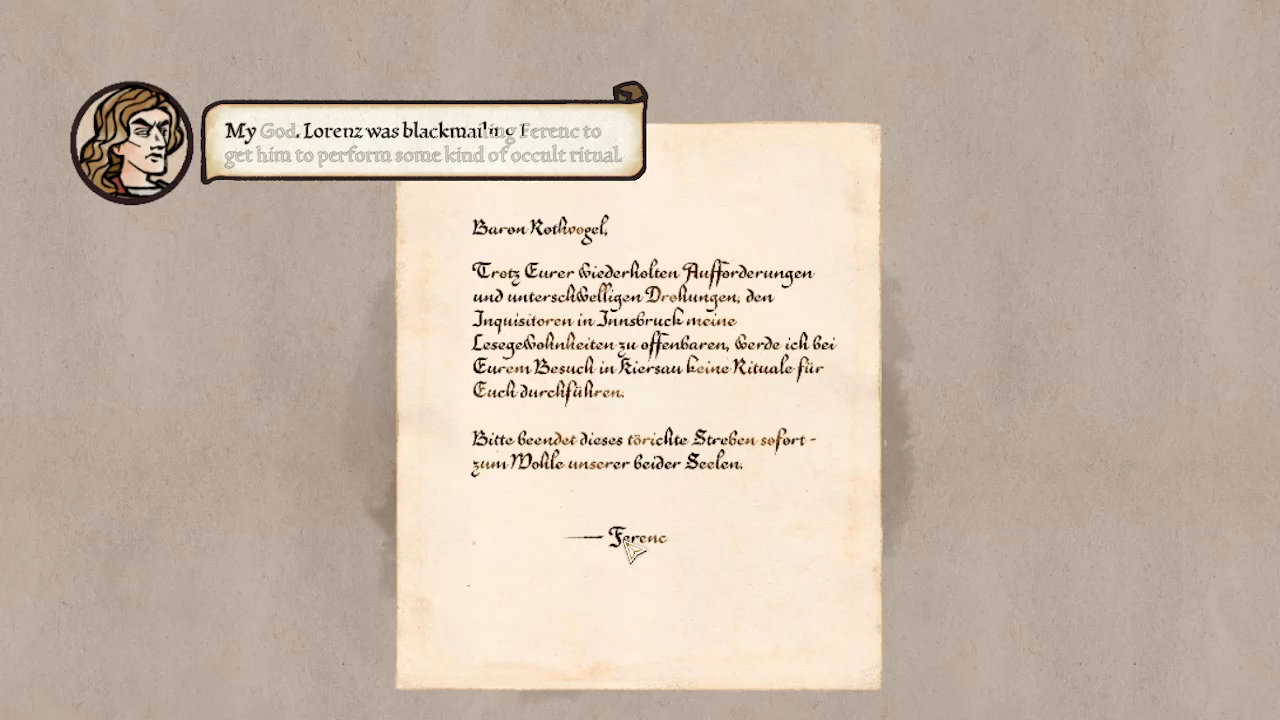 My God. Lorenz was blackmailing Ferenc to
get him to perform some kind of occult ritual.
Baron Rothvogel,
Trotz Eurer wiederholten Aufforderungen
und unterschwelligen Drohungen, den
Inquisitoren in Innsbruck meine
Lesegewohnheiten zu offenbaren, werde ich bei
Eurem Besuch in Kiersau keine Rituale für
Euch durchführen.
Bitte beendet dieses törichte Streben sofort -
zum Wohle unserer beider Seelen.
— Ferenc